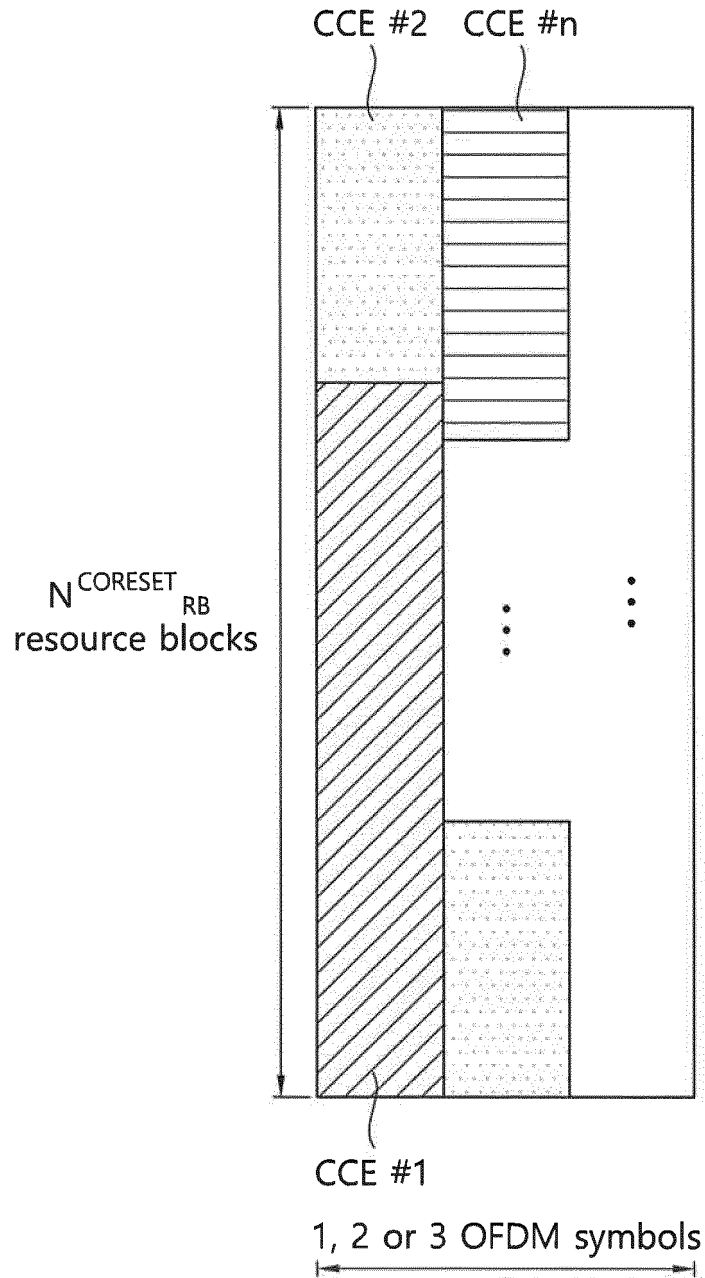 CCE #2 CCE #n
N^CORESET_RB
resource blocks
CCE #1
1, 2 or 3 OFDM symbols